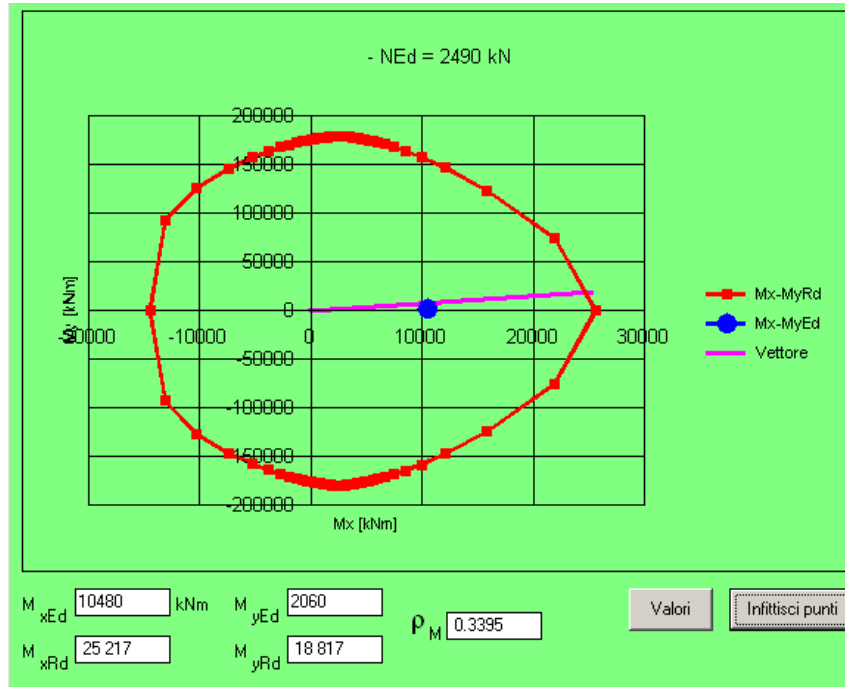 - NEd = 2490 kN
200000
150000
100000
50000
0
-20000 -10000 0 10000 20000 30000
-50000
-100000
-150000
-200000
[kNm]
Mx [kNm]
Mx-MyRd
Mx-MyEd
Vettore
M xEd 10480 kNm M yEd 2060
ρ M 0.3395
M xRd 25 217 M yRd 18 817
Valori
Infittisci punti